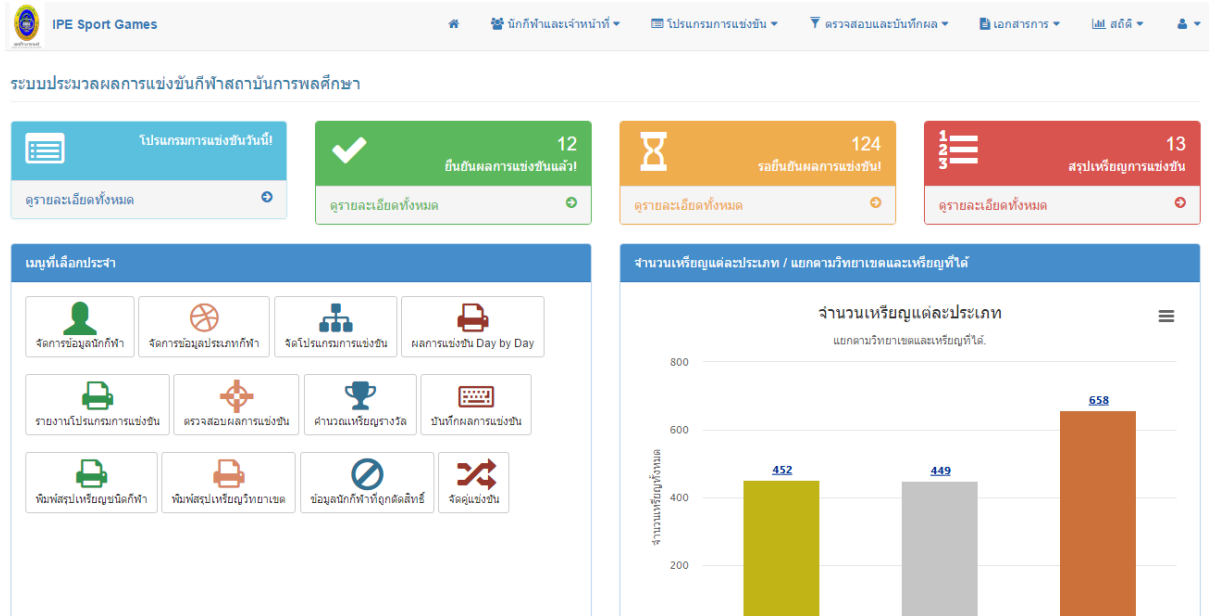 IPE Sport Games
นักกีฬาและเจ้าหน้าที่
โปรแกรมการแข่งขัน
ตรวจสอบและบันทึกผล
เอกสารการ
สถิติ
ระบบประมวลผลการแข่งขันกีฬาสถาบันการพลศึกษา
โปรแกรมการแข่งขันวันนี้!
ดูรายละเอียดทั้งหมด
12
ยืนยันผลการแข่งขันแล้ว!
ดูรายละเอียดทั้งหมด
124
รอยืนยันผลการแข่งขัน!
ดูรายละเอียดทั้งหมด
1
2
3
13
สรุปเหรียญการแข่งขัน
ดูรายละเอียดทั้งหมด
เมนูที่เลือกประจำ
จัดการข้อมูลนักกีฬา
จัดการข้อมูลประเภทกีฬา
จัดโปรแกรมการแข่งขัน
ผลการแข่งขัน Day by Day
รายงานโปรแกรมการแข่งขัน
ตรวจสอบผลการแข่งขัน
คำนวณเหรียญรางวัล
บันทึกผลการแข่งขัน
พิมพ์สรุปเหรียญชนิดกีฬา
พิมพ์สรุปเหรียญวิทยาเขต
ข้อมูลนักกีฬาที่ถูกตัดสิทธิ์
จัดคู่แข่งขัน
จำนวนเหรียญแต่ละประเภท / แยกตามวิทยาเขตและเหรียญที่ได้
จำนวนเหรียญแต่ละประเภท
แยกตามวิทยาเขตและเหรียญที่ได้.
จำนวนเหรียญทั้งหมด
800
600
400
200
452
449
658